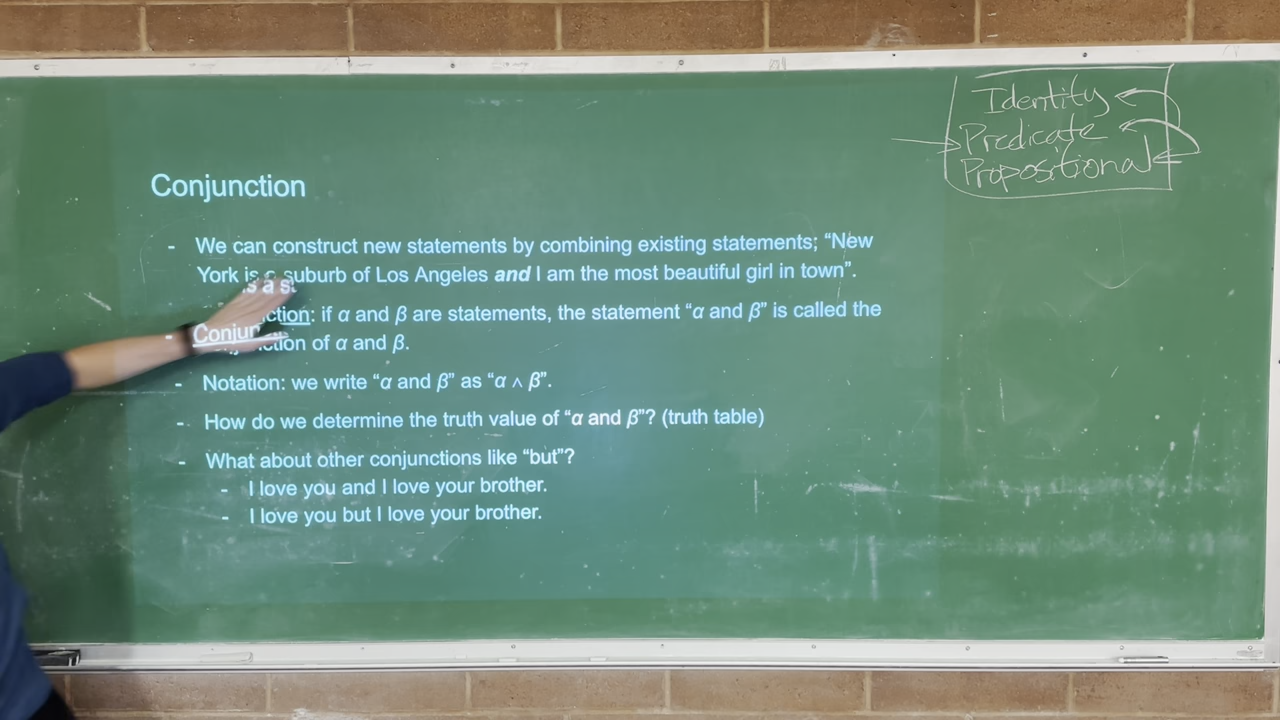 Identity
Predicate
Propositional
Conjunction
- We can construct new statements by combining existing statements; “New
York is a suburb of Los Angeles and I am the most beautiful girl in town”.
- Conjunction: if α and β are statements, the statement “α and β” is called the
conjunction of α and β.
- Notation: we write “α and β” as “α ∧ β”.
- How do we determine the truth value of “α and β”? (truth table)
- What about other conjunctions like “but”?
- I love you and I love your brother.
- I love you but I love your brother.